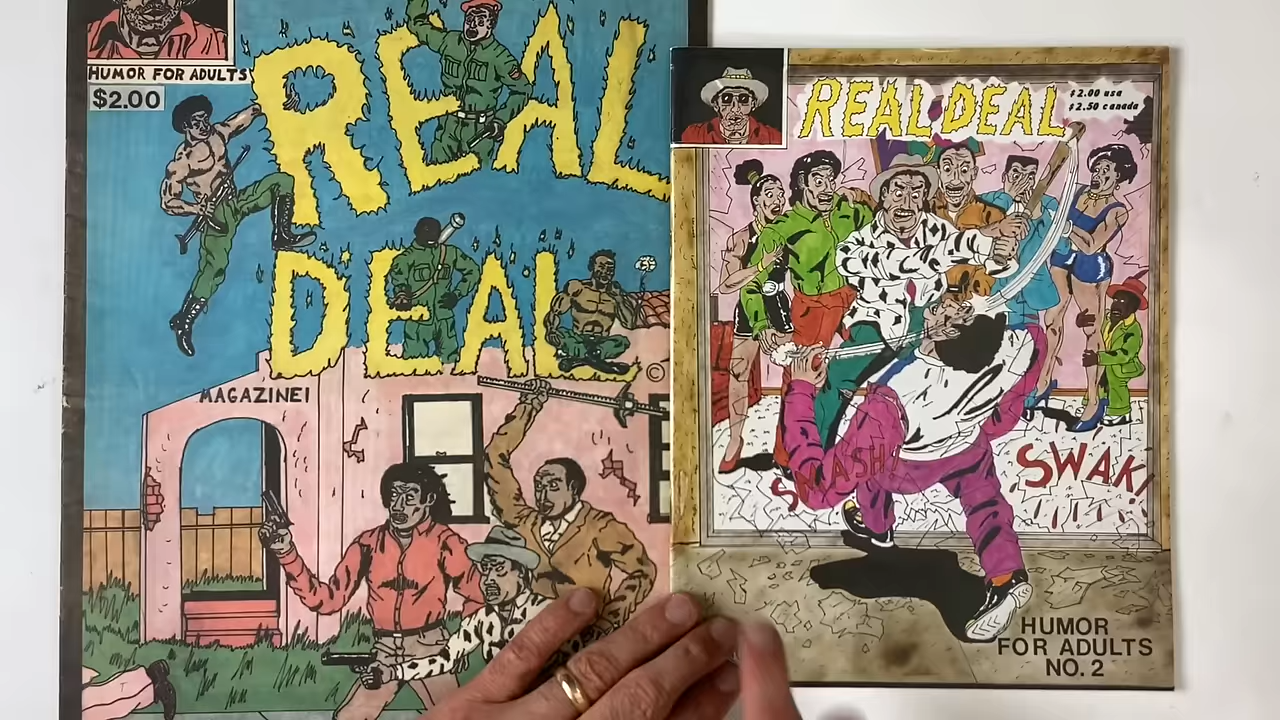 HUMOR FOR ADULTS
$2.00
REAL
DEAL
©
MAGAZINE!
REAL DEAL
$2.00 usa
$2.50 canada
SMASH!
SWAK!
HUMOR
FOR ADULTS
NO. 2